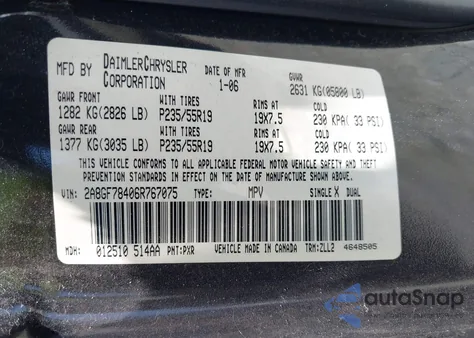 MFD BY DAIMLERCHRYSLER CORPORATION DATE OF MFR 1-06 GVWR 2631 KG(05800 LB)
GAWR FRONT WITH TIRES RIMS AT COLD
1282 KG(2826 LB) P235/55R19 19X7.5 230 KPA( 33 PSI)
GAWR REAR WITH TIRES RIMS AT COLD
1377 KG(3035 LB) P235/55R19 19X7.5 230 KPA( 33 PSI)
THIS VEHICLE CONFORMS TO ALL APPLICABLE FEDERAL MOTOR VEHICLE SAFETY, BUMPER, AND THEFT
PREVENTION STANDARDS IN EFFECT ON THE DATE OF MANUFACTURE SHOWN ABOVE.
VIN: 2A8GF78406R767075 TYPE: MPV SINGLE X DUAL
MDH: 012510 514AA PNT:PXR VEHICLE MADE IN CANADA TRM:ZLL2 4648505
autoSnap
www.autosnap.com